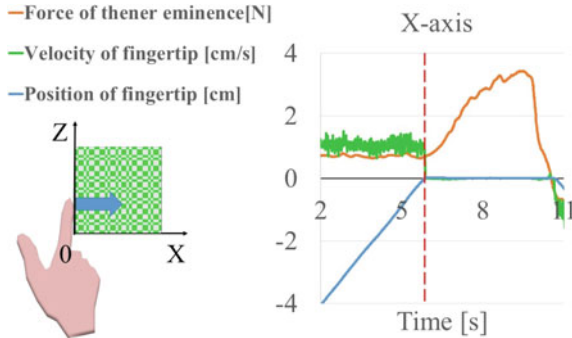 Force of thener eminence[N]
Velocity of fingertip [cm/s]
Position of fingertip [cm]
Z
0
X
X-axis
4
2
0
-2
-4
2
5
8
11
Time [s]